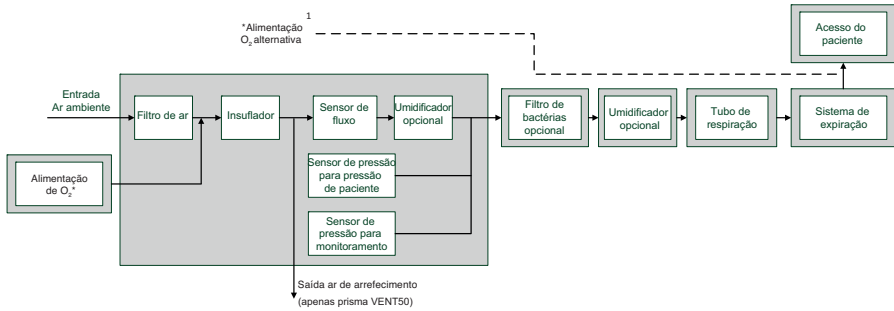 1
*Alimentação
O2 alternativa
Acesso do
paciente
Entrada
Ar ambiente
Filtro de ar
Insuflador
Sensor
de fluxo
Umidificador
opcional
Filtro de
bactérias
opcional
Umidificador
opcional
Tubo de
respiração
Sistema de
expiração
Alimentação
de O2*
Sensor de pressão
para pressão
de paciente
Sensor de
pressão para
monitoramento
Saída ar de arrefecimento
(apenas prisma VENT50)